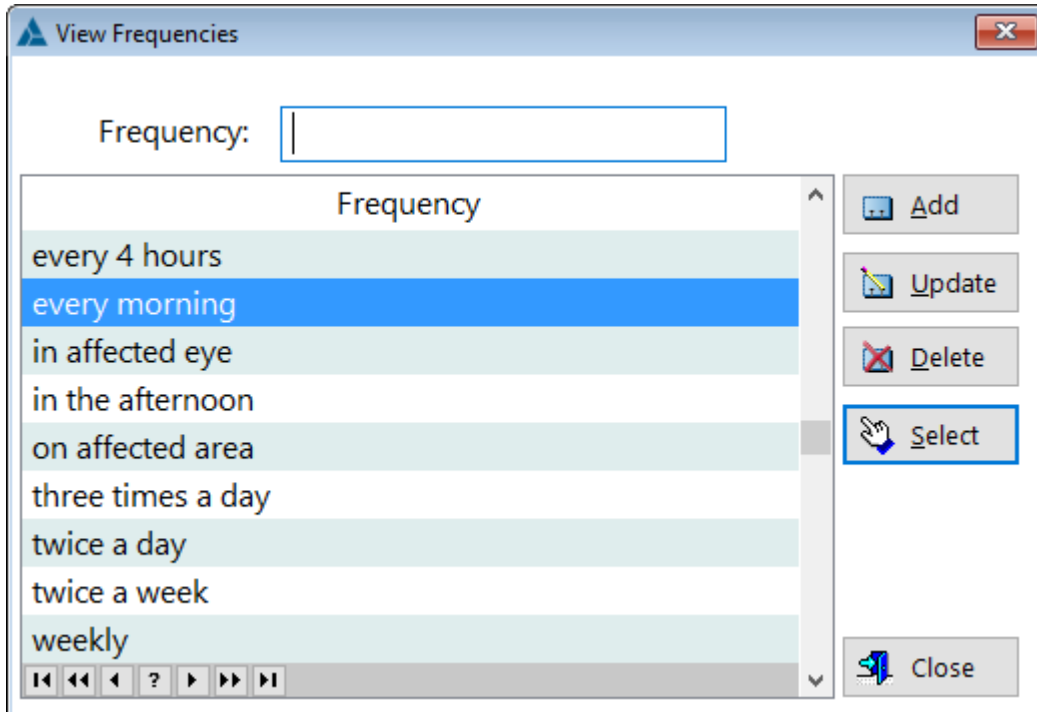 View Frequencies
Frequency:
Frequency
every 4 hours
every morning
in affected eye
in the afternoon
on affected area
three times a day
twice a day
twice a week
weekly
?
Add
Update
Delete
Select
Close